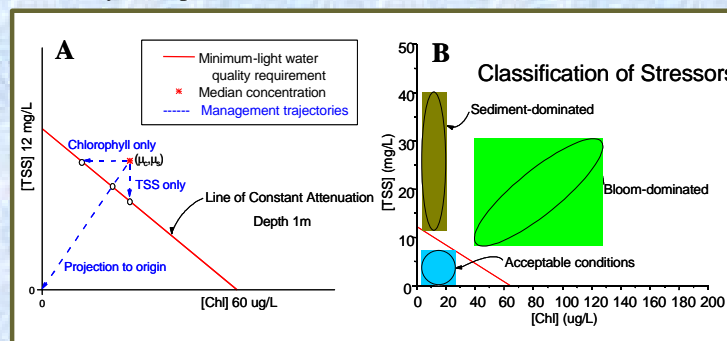 A
Minimum-light water
quality requirement
Median concentration
Management trajectories
[TSS] 12 mg/L
Chlorophyll only
TSS only
Line of Constant Attenuation
Depth 1m
Projection to origin
0
0
[Chl] 60 ug/L
B
Classification of Stressors
50
40
30
20
10
0
[TSS] (mg/L)
Sediment-dominated
Bloom-dominated
Acceptable conditions
0 20 40 60 80 100 120 140 160 180 200
[Chl] (ug/L)